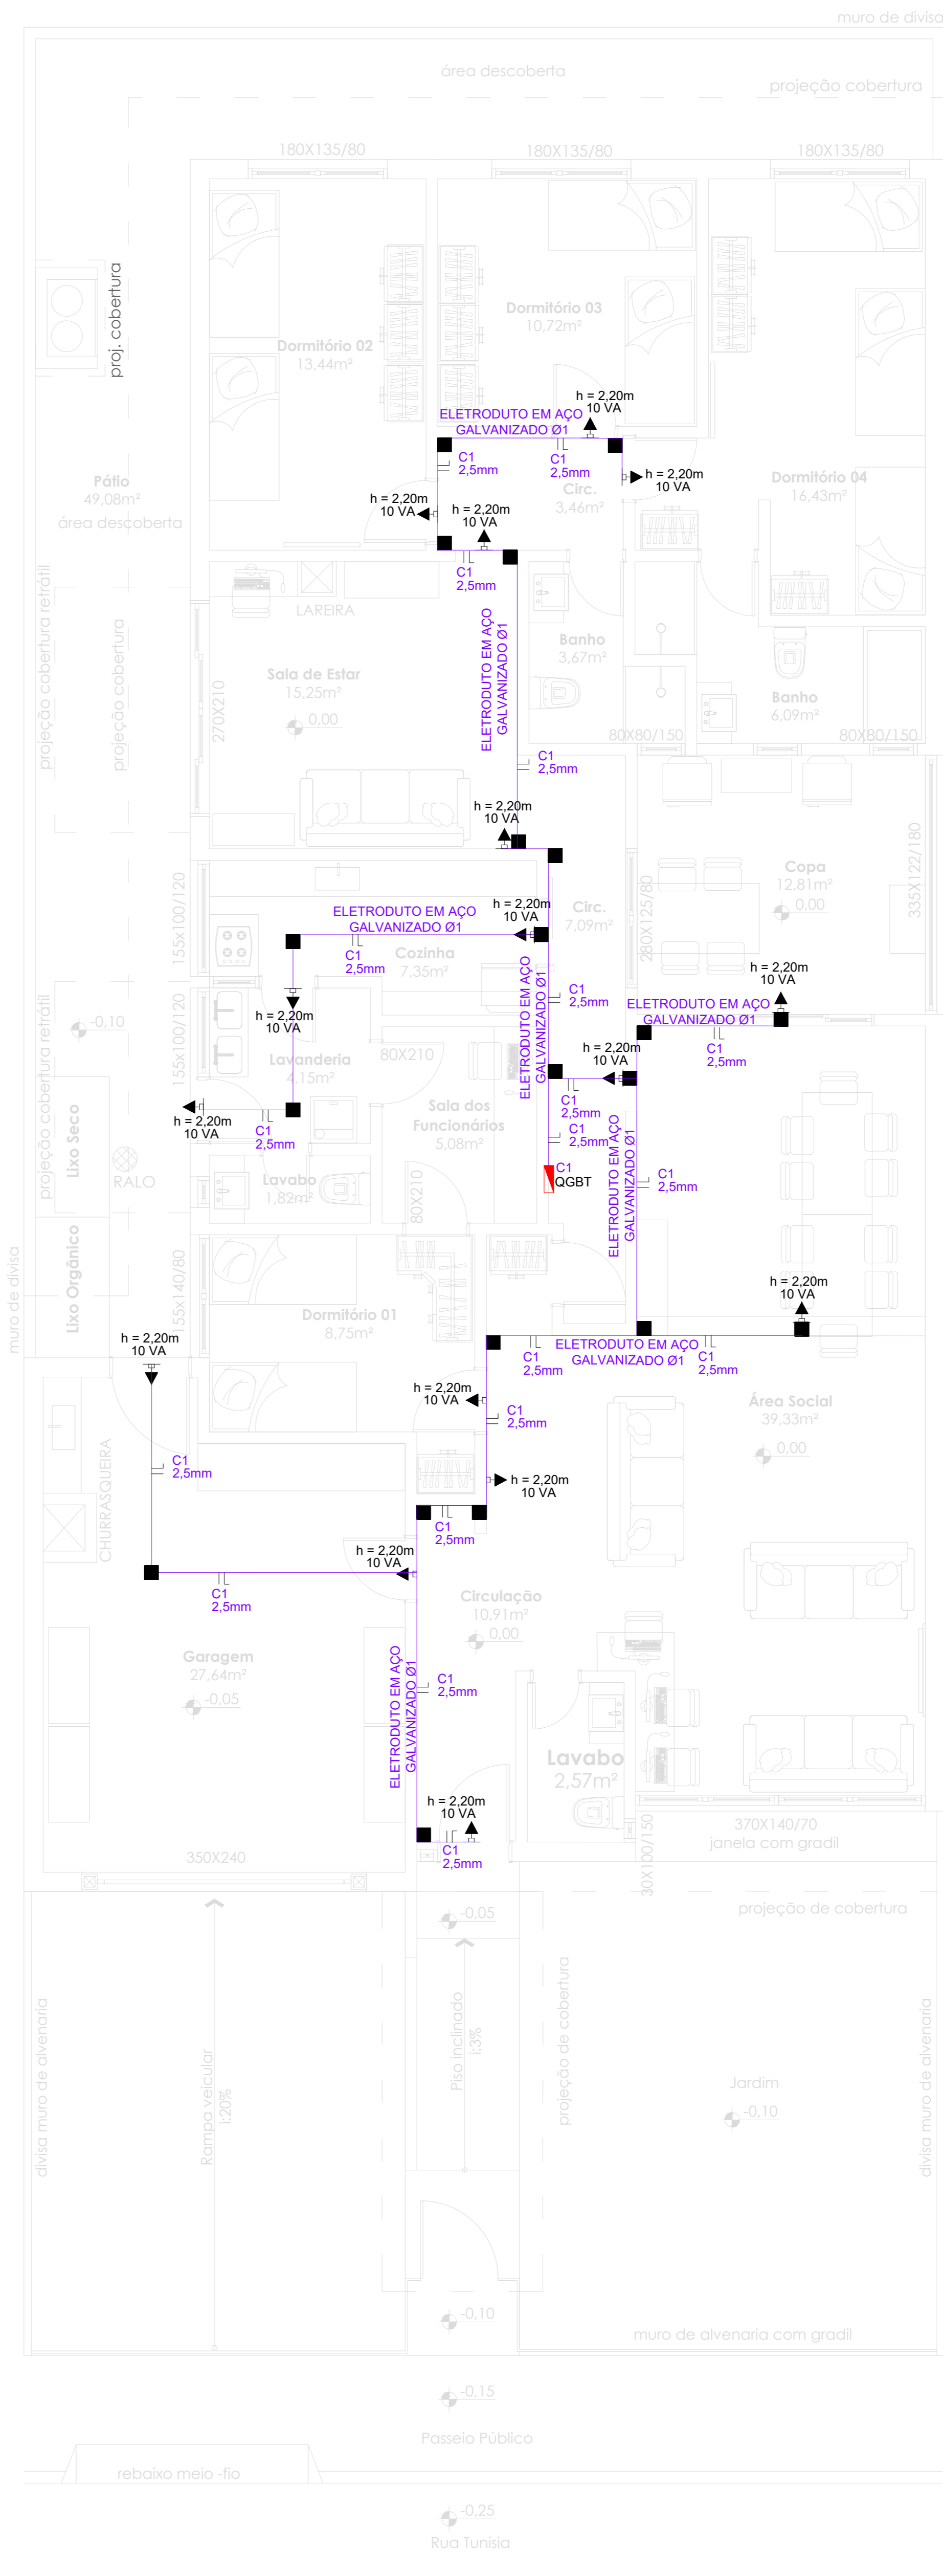 muro de divisa
área descoberta
projeção cobertura
180X135/80
180X135/80
180X135/80
proj. cobertura
Dormitório 03
10,72m²
Dormitório 02
13,44m²
h = 2,20m
10 VA
ELETRODUTO EM AÇO
GALVANIZADO Ø1
C1
2,5mm
C1
2,5mm
h = 2,20m
10 VA
Dormitório 04
16,43m²
Pátio
49,08m²
área descoberta
Circ.
3,46m²
h = 2,20m
10 VA
h = 2,20m
10 VA
C1
2,5mm
projeção cobertura retrátil
projeção cobertura
LAREIRA
ELETRODUTO EM AÇO
GALVANIZADO Ø1
Banho
3,67m²
Sala de Estar
15,25m²
0,00
270X210
Banho
6,09m²
80X80/150
80X80/150
C1
2,5mm
h = 2,20m
10 VA
Copa
12,81m²
0,00
335X122/180
280X125/80
155x100/120
ELETRODUTO EM AÇO
GALVANIZADO Ø1
h = 2,20m
10 VA
Circ.
7,09m²
C1
2,5mm
Cozinha
7,35m²
ELETRODUTO EM AÇO
GALVANIZADO Ø1
C1
2,5mm
h = 2,20m
10 VA
ELETRODUTO EM AÇO
GALVANIZADO Ø1
C1
2,5mm
h = 2,20m
10 VA
-0,10
projeção cobertura retrátil
155x100/120
Lavanderia
4,15m²
80X210
h = 2,20m
10 VA
C1
2,5mm
Sala dos
Funcionários
5,08m²
h = 2,20m
10 VA
C1
2,5mm
C1
2,5mm
ELETRODUTO EM AÇO
GALVANIZADO Ø1
C1
2,5mm
Lixo Seco
RALO
Lavabo
1,82m²
80X210
C1
QGBT
muro de divisa
Lixo Orgânico
155x140/80
Dormitório 01
8,75m²
h = 2,20m
10 VA
h = 2,20m
10 VA
C1
2,5mm
ELETRODUTO EM AÇO
GALVANIZADO Ø1
C1
2,5mm
h = 2,20m
10 VA
C1
2,5mm
Área Social
39,33m²
0,00
CHURRASQUEIRA
C1
2,5mm
h = 2,20m
10 VA
C1
2,5mm
h = 2,20m
10 VA
C1
2,5mm
Circulação
10,91m²
0,00
Garagem
27,64m²
-0,05
ELETRODUTO EM AÇO
GALVANIZADO Ø1
C1
2,5mm
Lavabo
2,57m²
h = 2,20m
10 VA
C1
2,5mm
350X240
30X100/150
370X140/70
janela com gradil
-0,05
projeção de cobertura
divisa muro de alvenaria
Rampa veicular
i:20%
Piso inclinado
i:3%
projeção de cobertura
Jardim
-0,10
divisa muro de alvenaria
-0,10
muro de alvenaria com gradil
-0,15
Passeio Público
rebaixo meio -fio
-0,25
Rua Tunisia